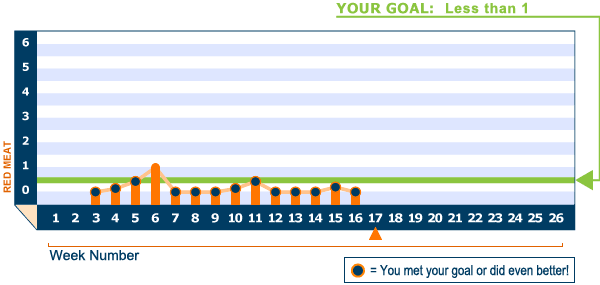 YOUR GOAL: Less than 1
6
5
4
3
2
1
0
RED MEAT
1 2 3 4 5 6 7 8 9 10 11 12 13 14 15 16 17 18 19 20 21 22 23 24 25 26
Week Number
= You met your goal or did even better!